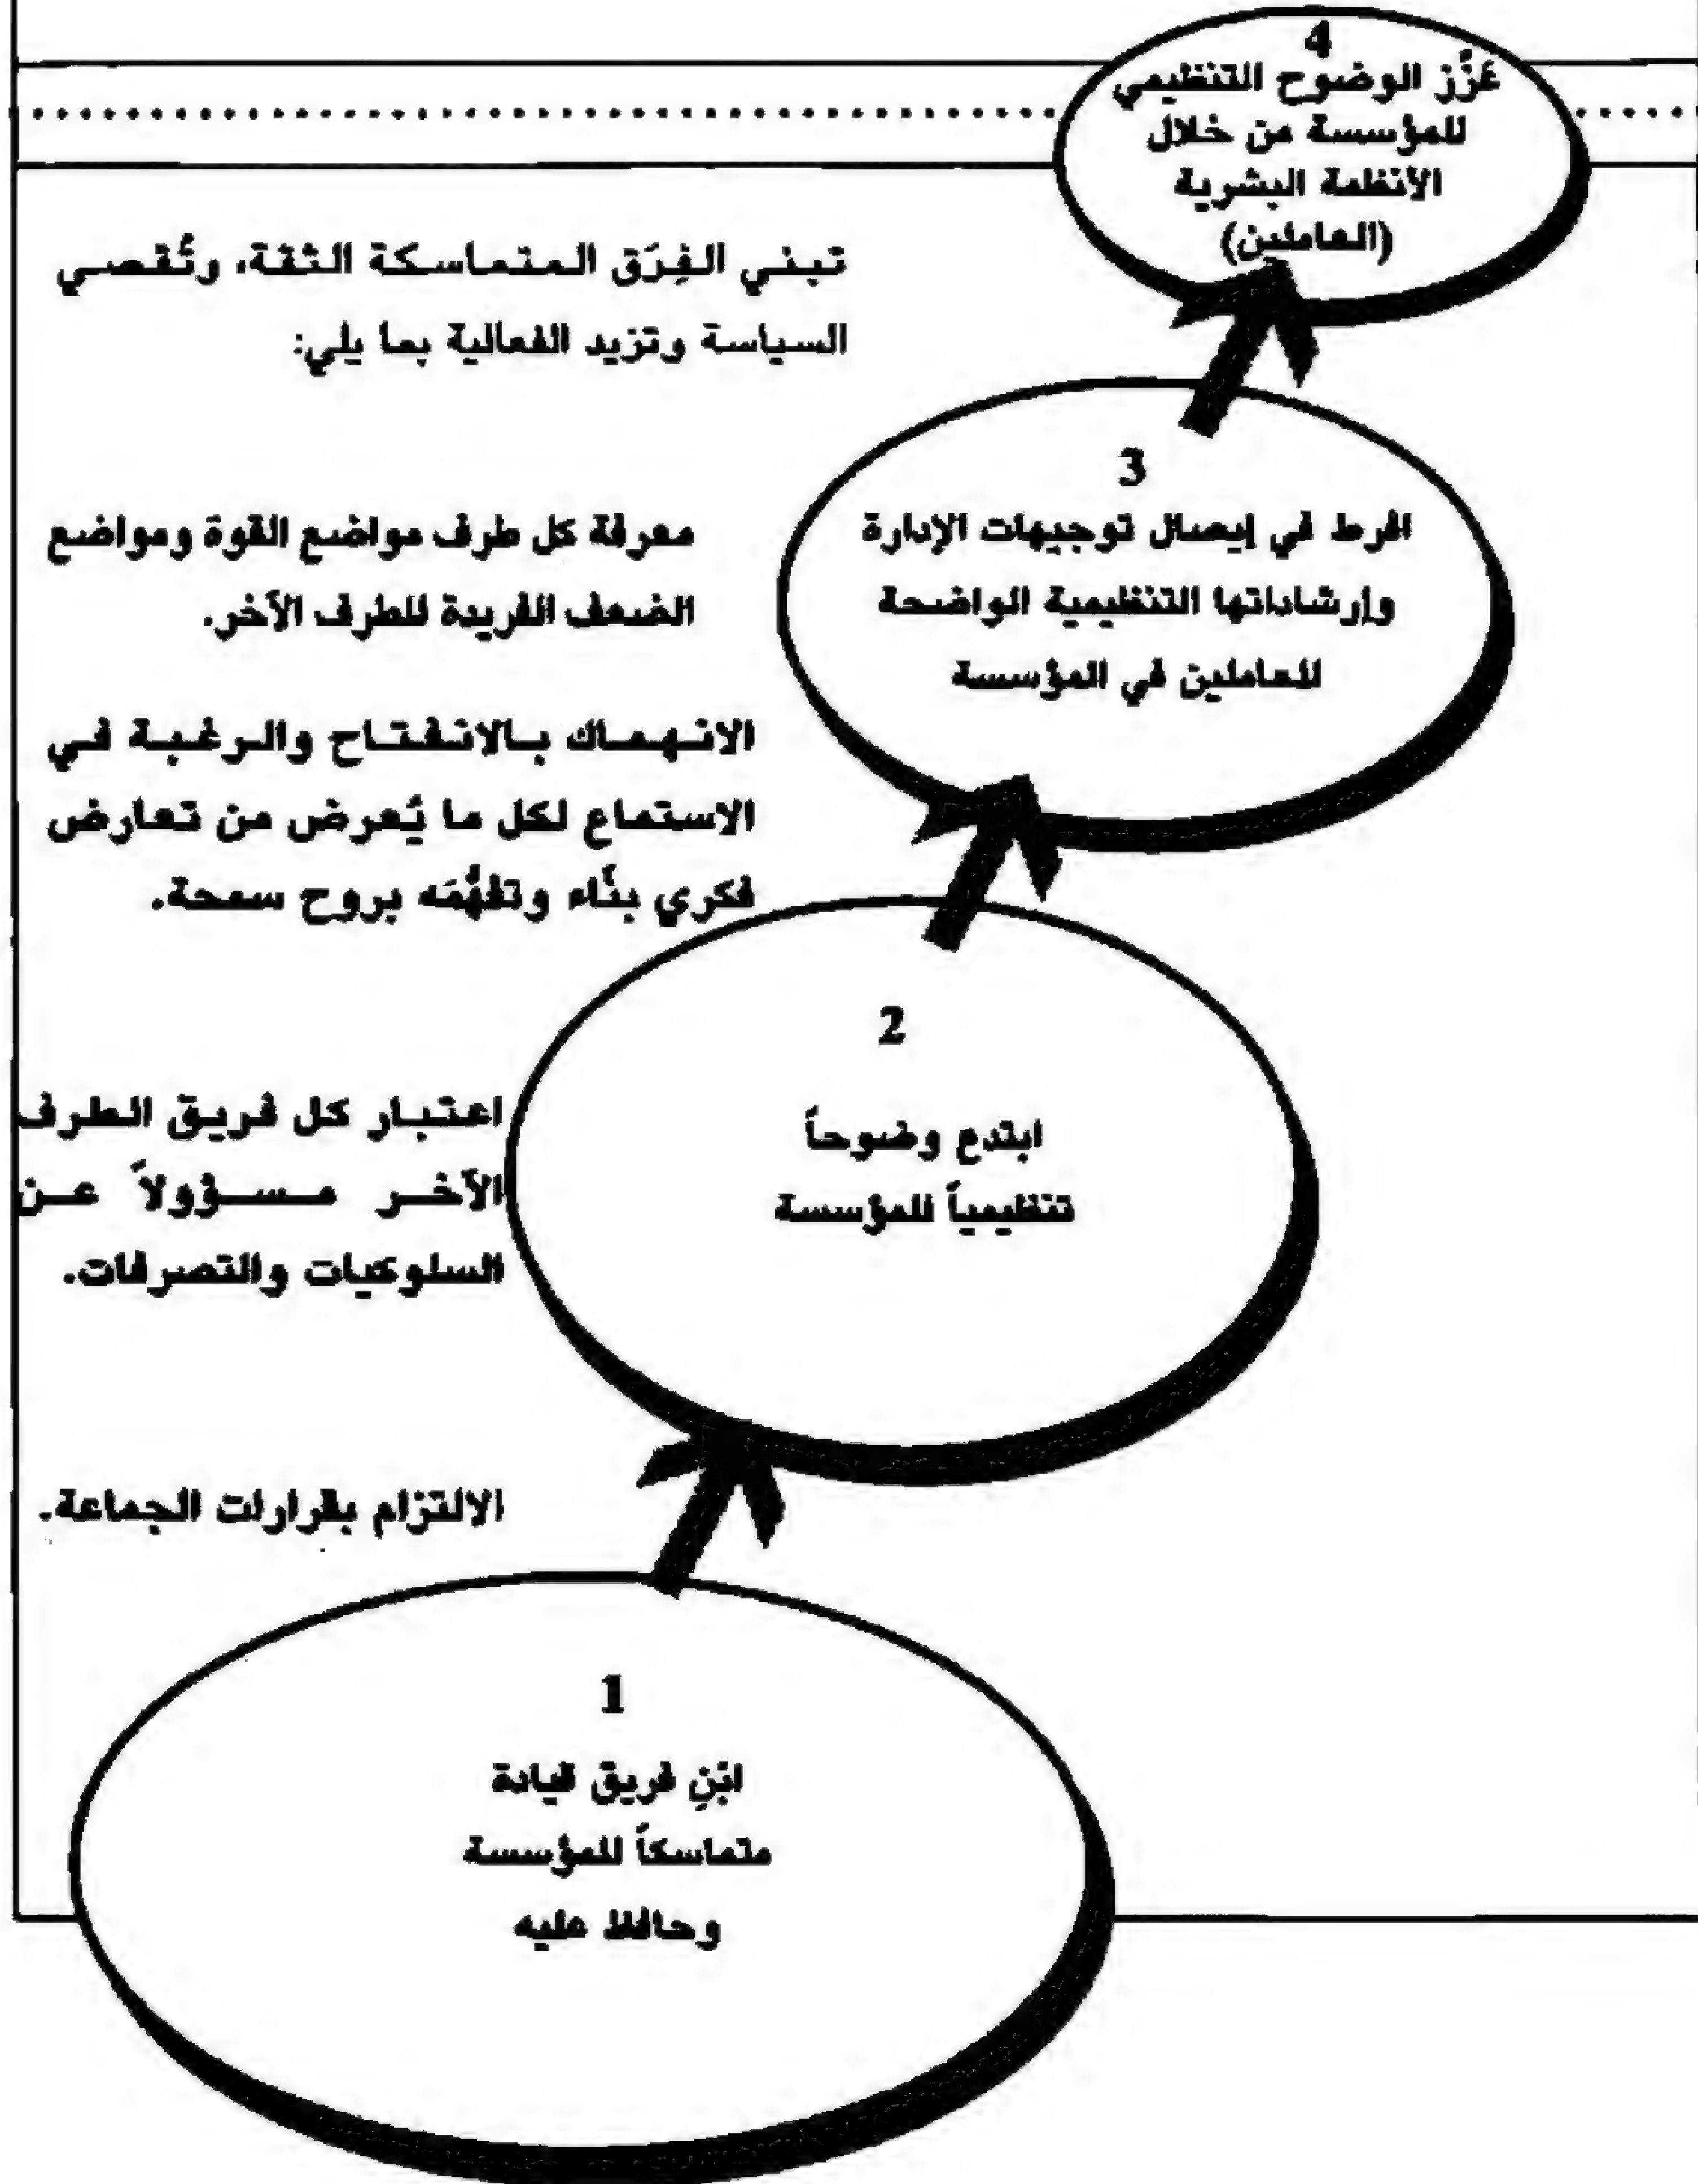 4
عَزِّز الوضوح التنظيمي
للمؤسسة من خلال
الأنظمة البشرية
(العاملين)
تبني الفِرَق المتماسكة الثقة، وتُقصي
السياسة وتزيد الفعالية بما يلي:
3
افرط في إيصال توجيهات الإدارة
وإرشاداتها التنظيمية الواضحة
للعاملين في المؤسسة
معرفة كل طرف مواضع القوة ومواضع
الضعف الفريدة للطرف الآخر.
الانهماك بالانفتاح والرغبة في
الاستماع لكل ما يُعرض من تعارض
فكري بنّاء وتفهُّمَه بروح سمحة.
2
ابتدع وضوحاً
تنظيمياً للمؤسسة
اعتبار كل فريق الطرف
الآخر مسؤولاً عن
السلوكيات والتصرفات.
الالتزام بقرارات الجماعة.
1
ابْنِ فريق قيادة
متماسكاً للمؤسسة
وحافظ عليه